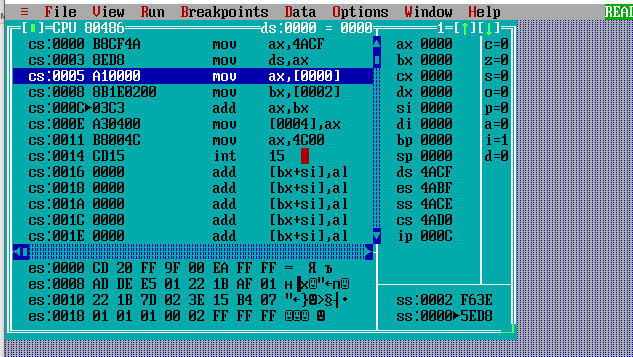 ≡ File View Run Breakpoints Data Options Window Help READ
[▮]=CPU 80486 ds:0000 = 0000 1=[↑][↓]
cs:0000 B8CF4A mov ax,4ACF ax 0000 c=0
cs:0003 8ED8 mov ds,ax bx 0000 z=0
cs:0005 A10000 mov ax,[0000] cx 0000 s=0
cs:0008 8B1E0200 mov bx,[0002] dx 0000 o=0
cs:000C►03C3 add ax,bx si 0000 p=0
cs:000E A30400 mov [0004],ax di 0000 a=0
cs:0011 B8004C mov ax,4C00 bp 0000 i=1
cs:0014 CD15 int 15 sp 0000 d=0
cs:0016 0000 add [bx+si],al ds 4ACF
cs:0018 0000 add [bx+si],al es 4ABF
cs:001A 0000 add [bx+si],al ss 4ACE
cs:001C 0000 add [bx+si],al cs 4AD0
cs:001E 0000 add [bx+si],al ip 000C
es:0000 CD 20 FF 9F 00 EA FF FF = Я ъ
es:0008 AD DE E5 01 22 1B AF 01
es:0010 22 1B 7D 02 3E 15 B4 07 "←}☻>§┤•
es:0018 01 01 01 00 02 FF FF FF ☺☺☺ ☻
ss:0002 F63E
ss:0000►5ED8